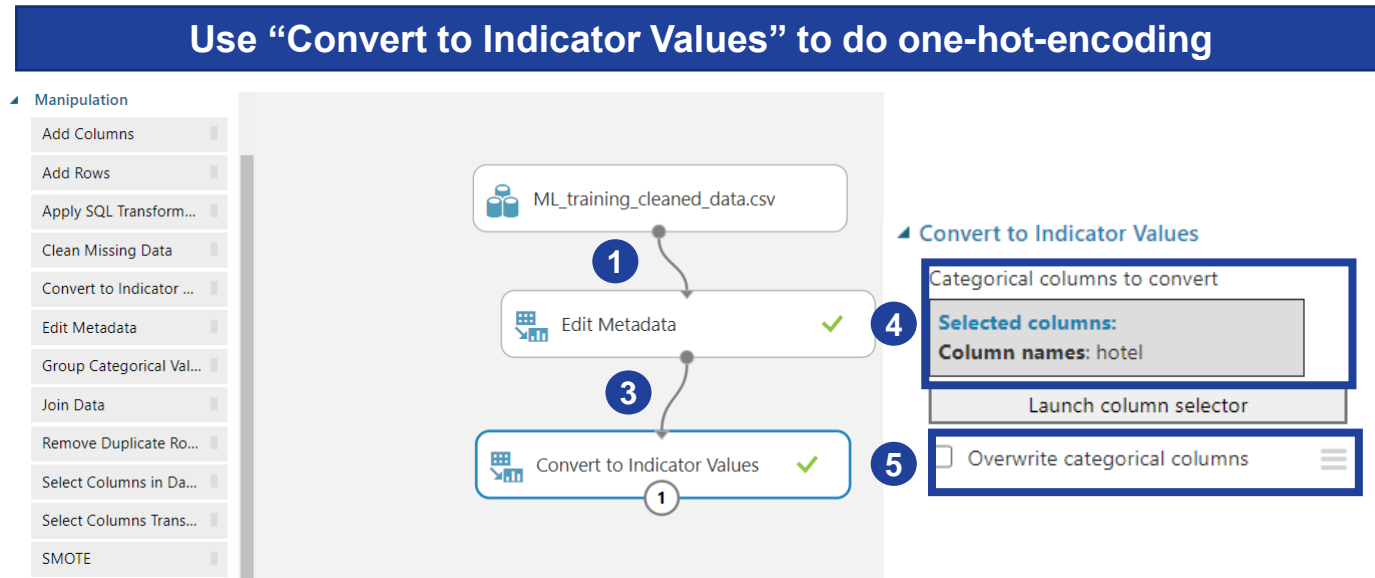 Use “Convert to Indicator Values” to do one-hot-encoding
Manipulation
Add Columns
Add Rows
Apply SQL Transform...
Clean Missing Data
Convert to Indicator ...
Edit Metadata
Group Categorical Val...
Join Data
Remove Duplicate Ro...
Select Columns in Da...
Select Columns Trans...
SMOTE
ML_training_cleaned_data.csv
1
Edit Metadata
3
Convert to Indicator Values
1
Convert to Indicator Values
Categorical columns to convert
4
Selected columns:
Column names: hotel
Launch column selector
5
Overwrite categorical columns